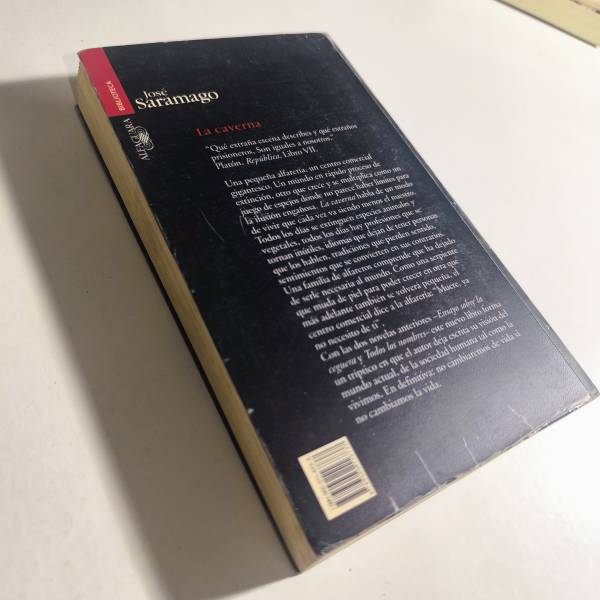 BIBLIOTECA
ALFAGUARA
José
Saramago
La caverna
"Qué extraña escena describes y qué extraños
prisioneros. Son iguales a nosotros".
Platón, República, Libro VII.
Una pequeña alfarería, un centro comercial
gigantesco. Un mundo en rápido proceso de
extinción, otro que crece y se multiplica como un
juego de espejos donde no parece haber límites para
la ilusión engañosa. La caverna habla de un modo
de vivir que cada vez va siendo menos el nuestro.
Todos los días se extinguen especies animales y
vegetales, todos los días hay profesiones que se
tornan inútiles, idiomas que dejan de tener personas
que los hablen, tradiciones que pierden sentido,
sentimientos que se convierten en sus contrarios.
Una familia de alfareros comprende que ha dejado
de serle necesaria al mundo. Como una serpiente
que muda de piel para poder crecer en otra que
más adelante también se volverá pequeña, el
centro comercial dice a la alfarería: "Muere, ya
no necesito de ti".
Con las dos novelas anteriores –Ensayo sobre la
ceguera y Todos los nombres– este nuevo libro forma
un tríptico en que el autor deja escrita su visión del
mundo actual, de la sociedad humana tal como la
vivimos. En definitiva: no cambiaremos de vida si
no cambiamos la vida.